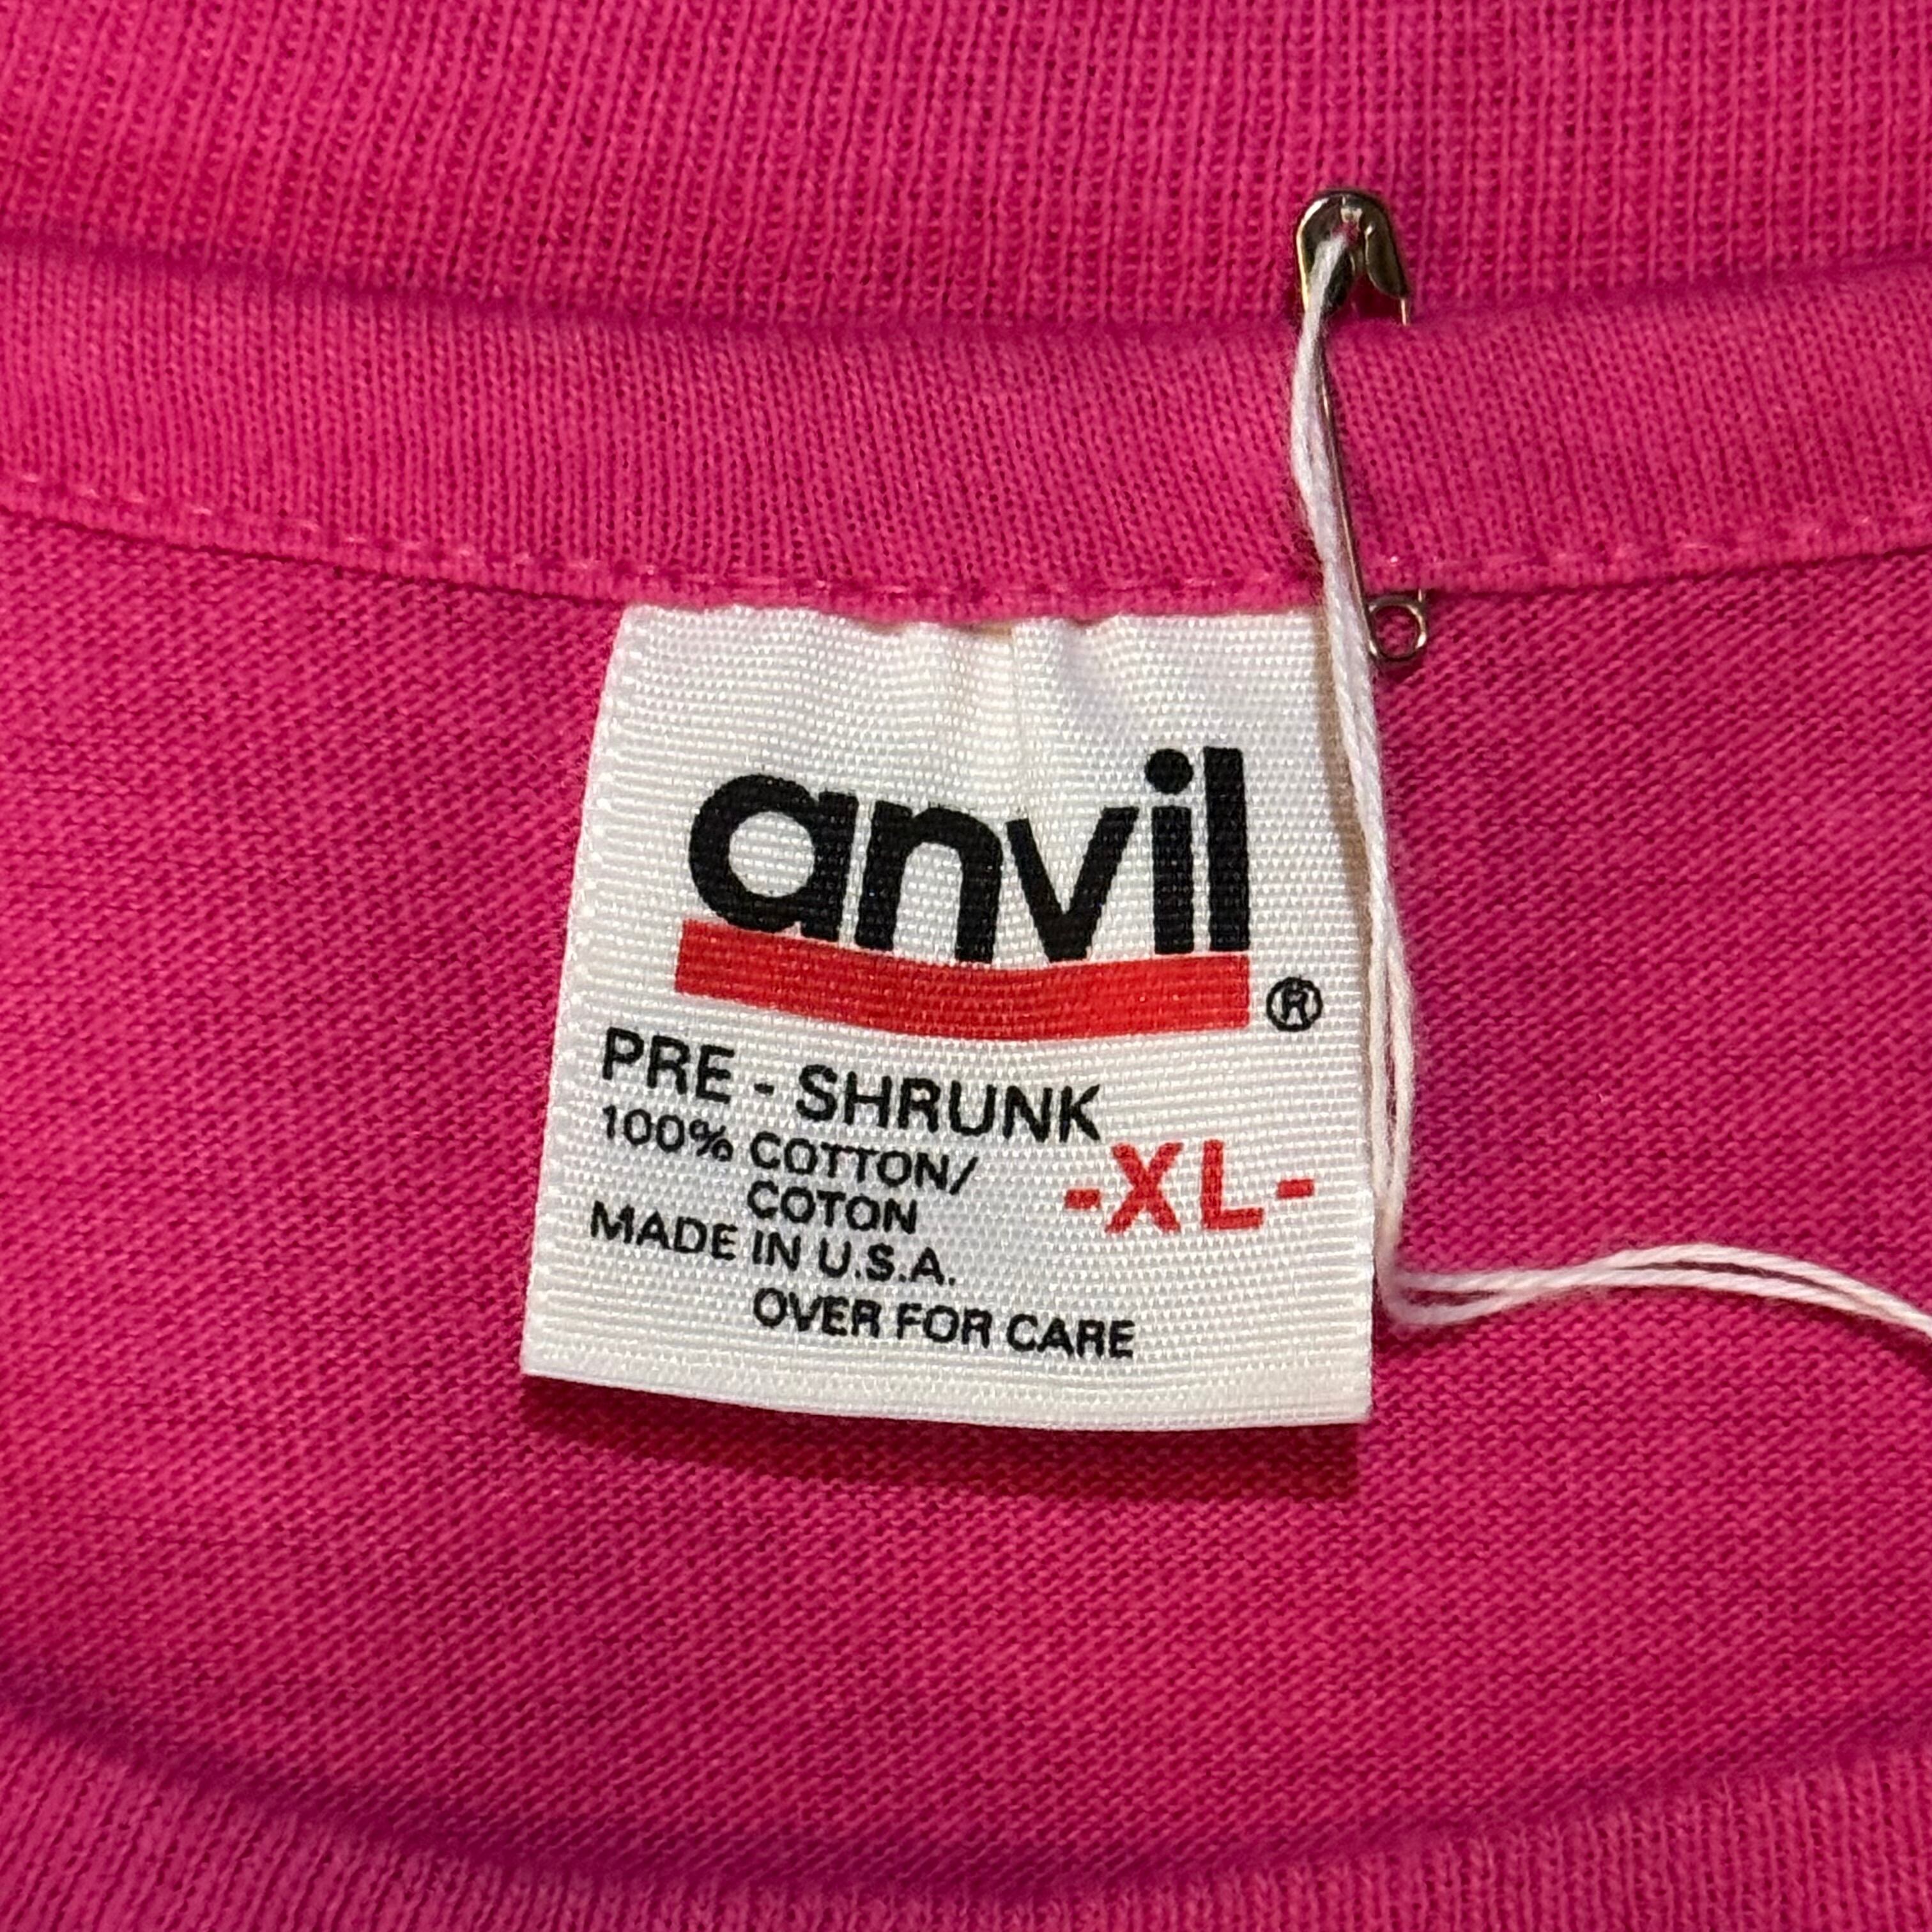 anvil
®
PRE - SHRUNK
100% COTTON/
COTON
-XL-
MADE IN U.S.A.
OVER FOR CARE